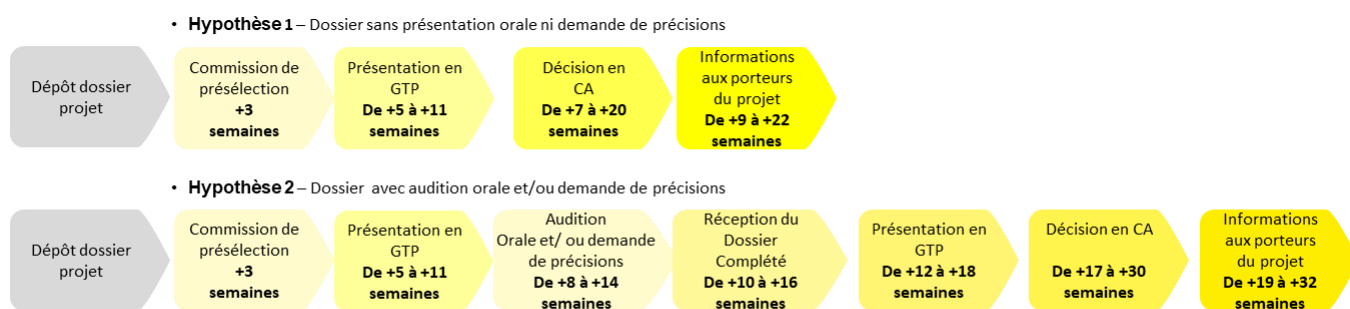 • Hypothèse 1 – Dossier sans présentation orale ni demande de précisions
Dépôt dossier
projet
Commission de
présélection
+3
semaines
Présentation en
GTP
De +5 à +11
semaines
Décision en
CA
De +7 à +20
semaines
Informations
aux porteurs
du projet
De +9 à +22
semaines
• Hypothèse 2 – Dossier avec audition orale et/ou demande de précisions
Dépôt dossier
projet
Commission de
présélection
+3
semaines
Présentation en
GTP
De +5 à +11
semaines
Audition
Orale et/ ou demande
de précisions
De +8 à +14
semaines
Réception du
Dossier
Complété
De +10 à +16
semaines
Présentation en
GTP
De +12 à +18
semaines
Décision en CA
De +17 à +30
semaines
Informations
aux porteurs
du projet
De +19 à +32
semaines